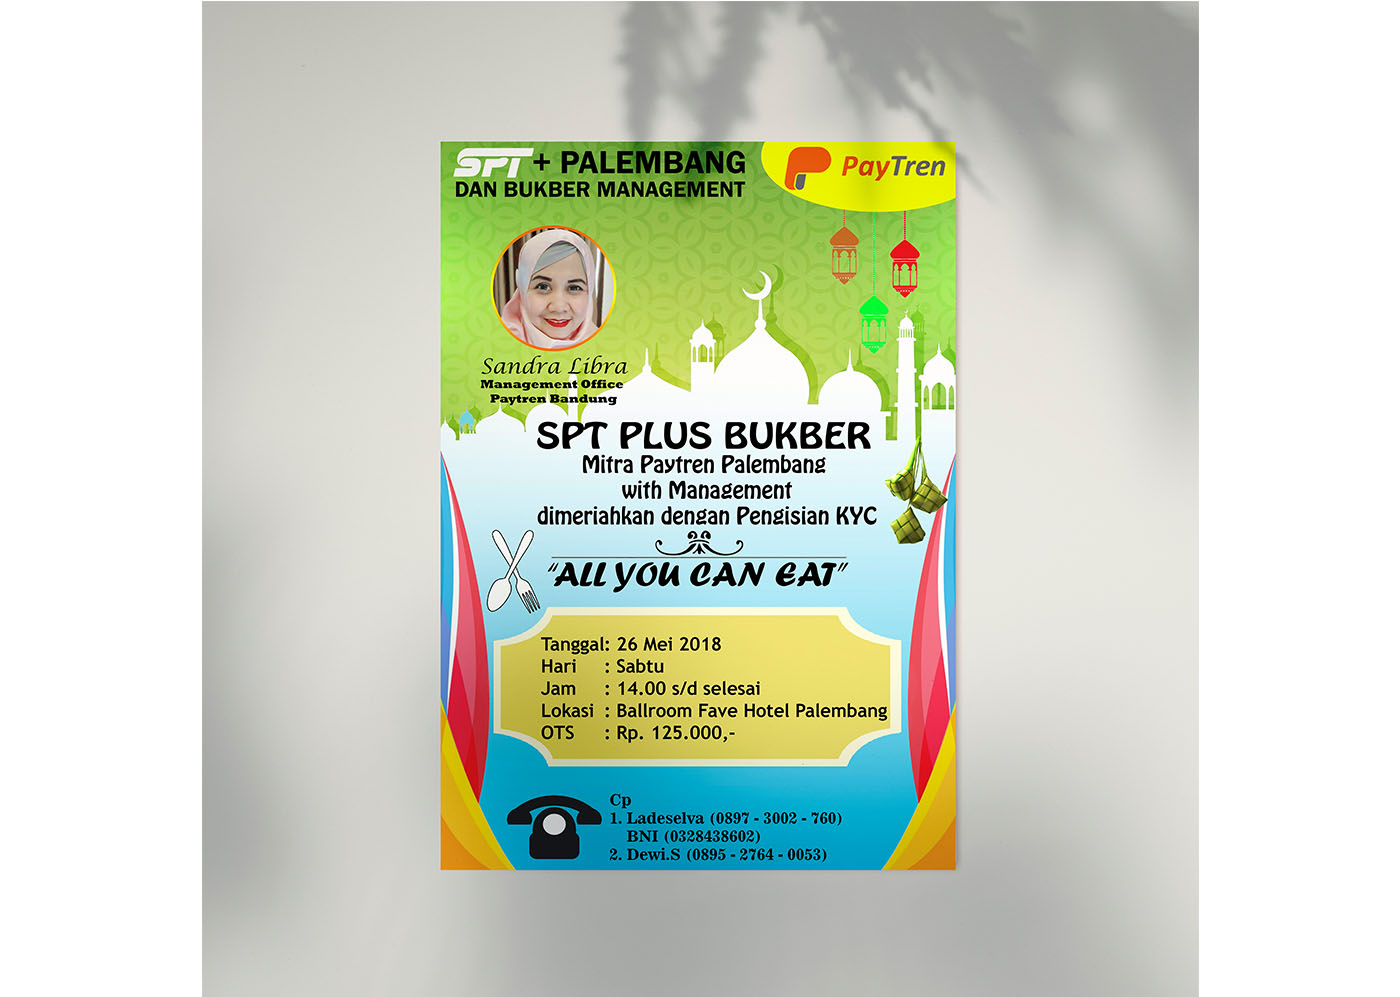 SPT + PALEMBANG
DAN BUKBER MANAGEMENT
PayTren
Sandra Libra
Management Office
Paytren Bandung
SPT PLUS BUKBER
Mitra Paytren Palembang
with Management
dimeriahkan dengan Pengisian KYC
"ALL YOU CAN EAT"
Tanggal: 26 Mei 2018
Hari : Sabtu
Jam : 14.00 s/d selesai
Lokasi : Ballroom Fave Hotel Palembang
OTS : Rp. 125.000,-
Cp
1. Ladeselva (0897 - 3002 - 760)
BNI (0328438602)
2. Dewi.S (0895 - 2764 - 0053)